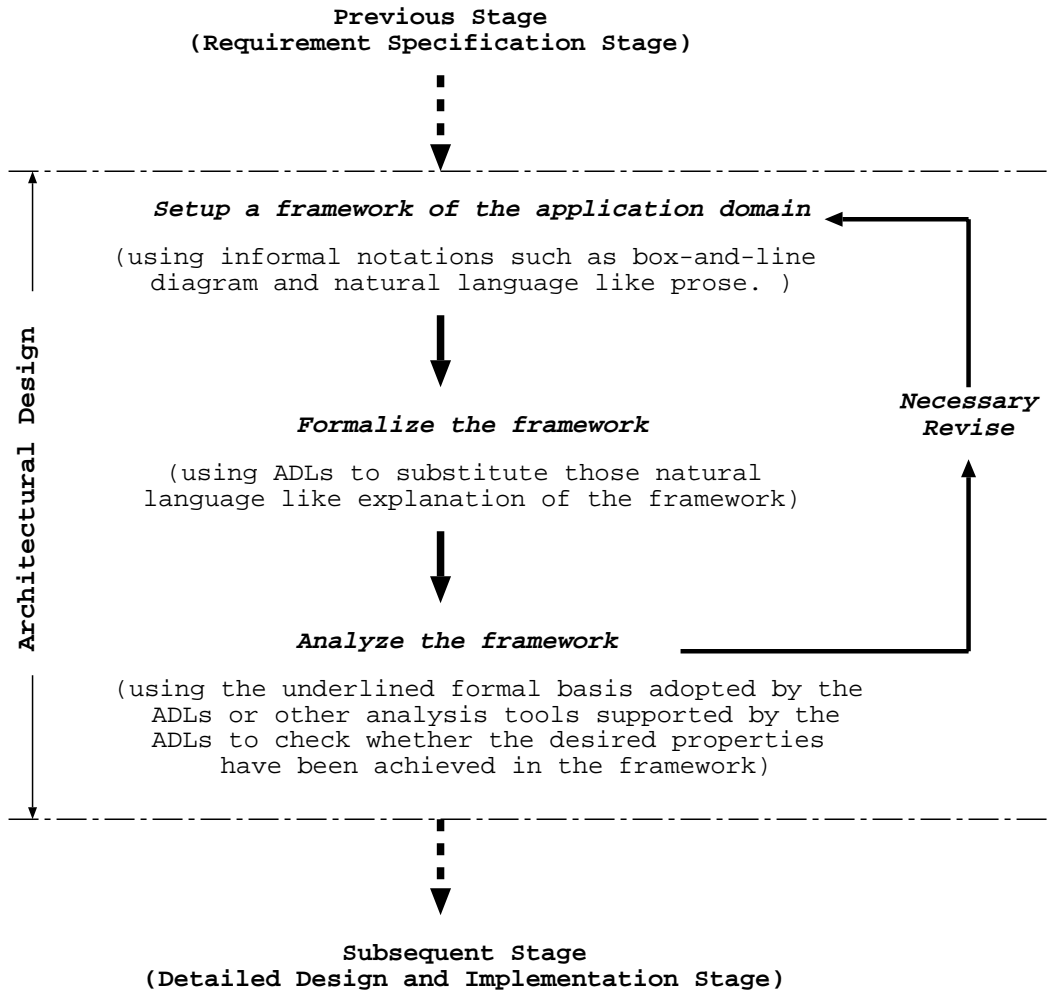 Previous Stage
(Requirement Specification Stage)
Setup a framework of the application domain
(using informal notations such as box-and-line
diagram and natural language like prose. )
Architectural Design
Formalize the framework
(using ADLs to substitute those natural
language like explanation of the framework)
Necessary
Revise
Analyze the framework
(using the underlined formal basis adopted by the
ADLs or other analysis tools supported by the
ADLs to check whether the desired properties
have been achieved in the framework)
Subsequent Stage
(Detailed Design and Implementation Stage)